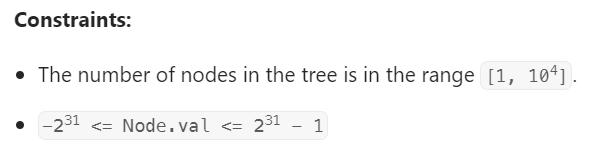 Constraints:
• The number of nodes in the tree is in the range [1, 10⁴].
• -2³¹ <= Node.val <= 2³¹ - 1